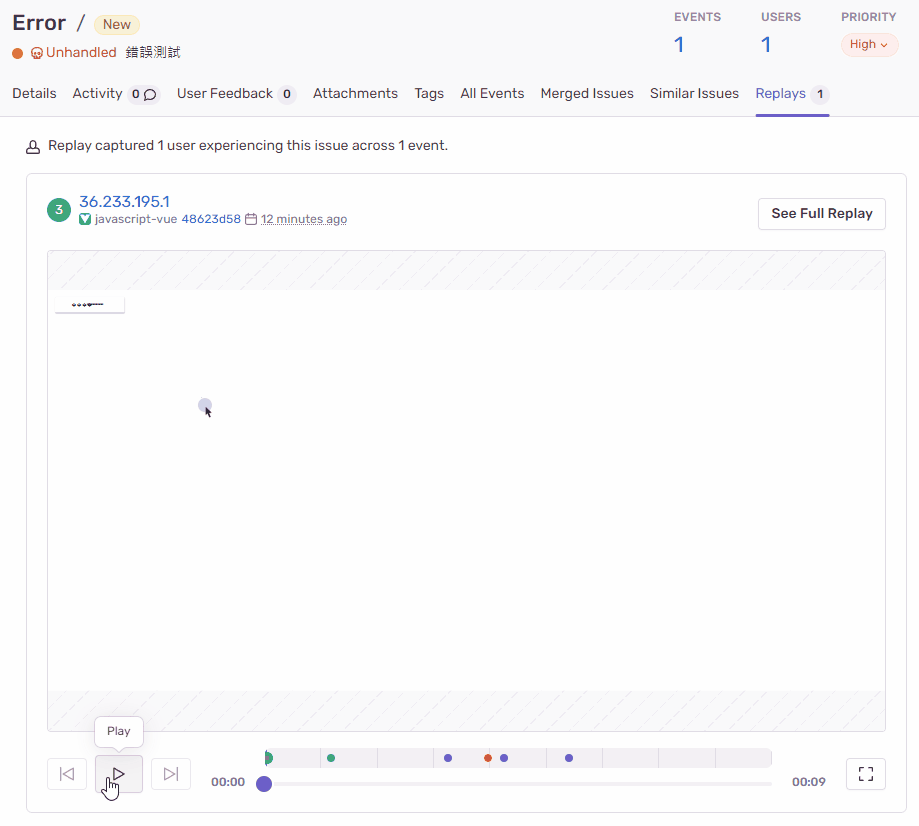 Error / New
EVENTS USERS PRIORITY
Unhandled 錯誤測試
1 1 High
Details Activity 0 User Feedback 0 Attachments Tags All Events Merged Issues Similar Issues Replays 1
Replay captured 1 user experiencing this issue across 1 event.
3 36.233.195.1
javascript-vue 48623d58 12 minutes ago
See Full Replay
Play
00:00 00:09